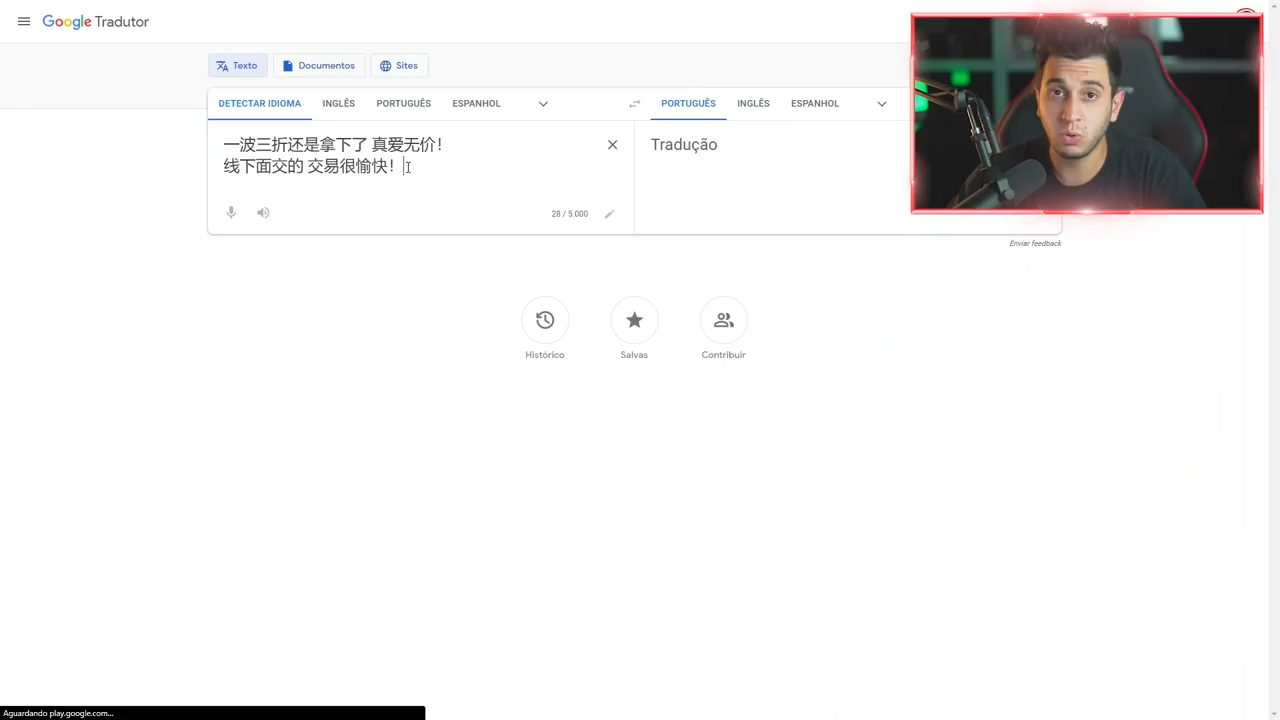 Google Tradutor
Texto
Documentos
Sites
DETECTAR IDIOMA
INGLÊS
PORTUGUÊS
ESPANHOL
PORTUGUÊS
INGLÊS
ESPANHOL
一波三折还是拿下了 真爱无价！
线下面交的 交易很愉快！
Tradução
28 / 5.000
Enviar feedback
Histórico
Salvas
Contribuir
Aguardando play.google.com...